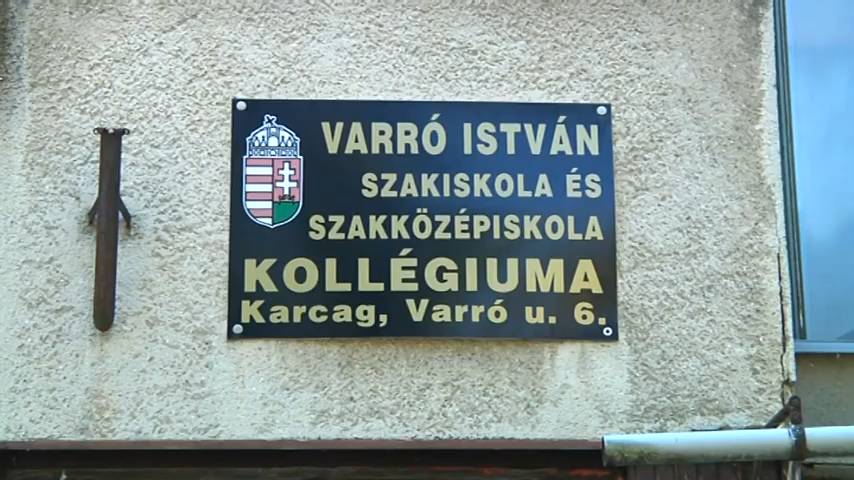 VARRÓ ISTVÁN
SZAKISKOLA ÉS
SZAKKÖZÉPISKOLA
KOLLÉGIUMA
Karcag, Varró u. 6.